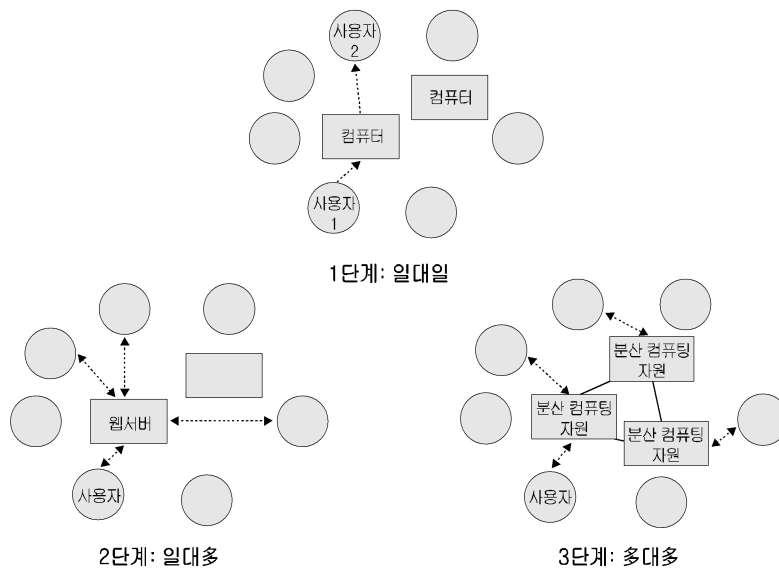 사용자
2
컴퓨터
컴퓨터
사용자
1
1단계: 일대일
웹서버
사용자
2단계: 일대多
분산 컴퓨팅
자원
분산 컴퓨팅
자원
분산 컴퓨팅
자원
사용자
3단계: 多대多